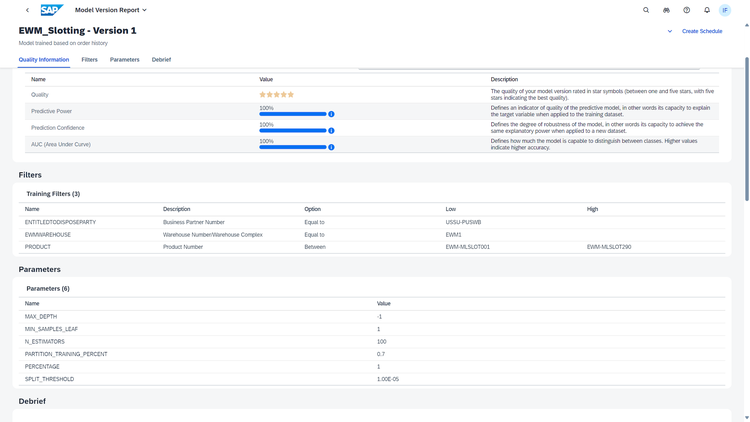 SAP Model Version Report IF
EWM_Slotting - Version 1
Create Schedule
Model trained based on order history
Quality Information Filters Parameters Debrief
Name Value Description
Quality The quality of your model version rated in star symbols (between one and five stars, with five
stars indicating the best quality).
Predictive Power 100% Defines an indicator of quality of the predictive model, in other words its capacity to explain
the target variable when applied to the training dataset.
Prediction Confidence 100% Defines the degree of robustness of the model, in other words its capacity to achieve the
same explanatory power when applied to a new dataset.
AUC (Area Under Curve) 100% Defines how much the model is capable to distinguish between classes. Higher values
indicate higher accuracy.
Filters
Training Filters (3)
Name Description Option Low High
ENTITLEDTODISPOSEPARTY Business Partner Number Equal to USSU-PUSWB
EWMWAREHOUSE Warehouse Number/Warehouse Complex Equal to EWM1
PRODUCT Product Number Between EWM-MLSLOT001 EWM-MLSLOT290
Parameters
Parameters (6)
Name Value
MAX_DEPTH -1
MIN_SAMPLES_LEAF 1
N_ESTIMATORS 100
PARTITION_TRAINING_PERCENT 0.7
PERCENTAGE 1
SPLIT_THRESHOLD 1.00E-05
Debrief